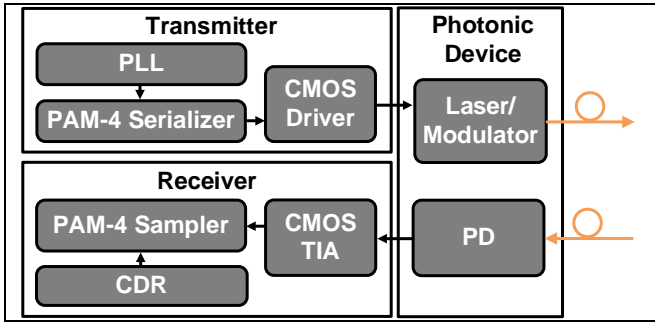 Transmitter
PLL
PAM-4 Serializer
CMOS
Driver
Photonic
Device
Laser/
Modulator
Receiver
PAM-4 Sampler
CDR
CMOS
TIA
PD